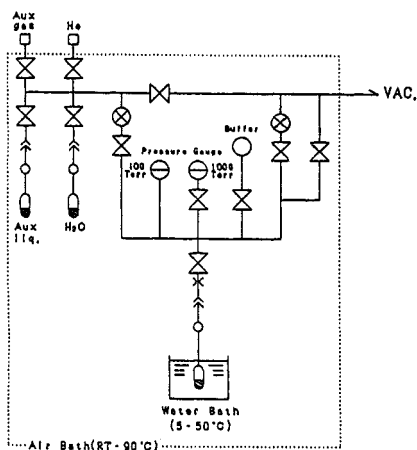 Aux gas
He
VAC.
Buffer
Pressure Gauge
100 Torr
1000 Torr
Aux liq.
H₂O
Water Bath
(5-50°C)
Air Bath(RT-90°C)